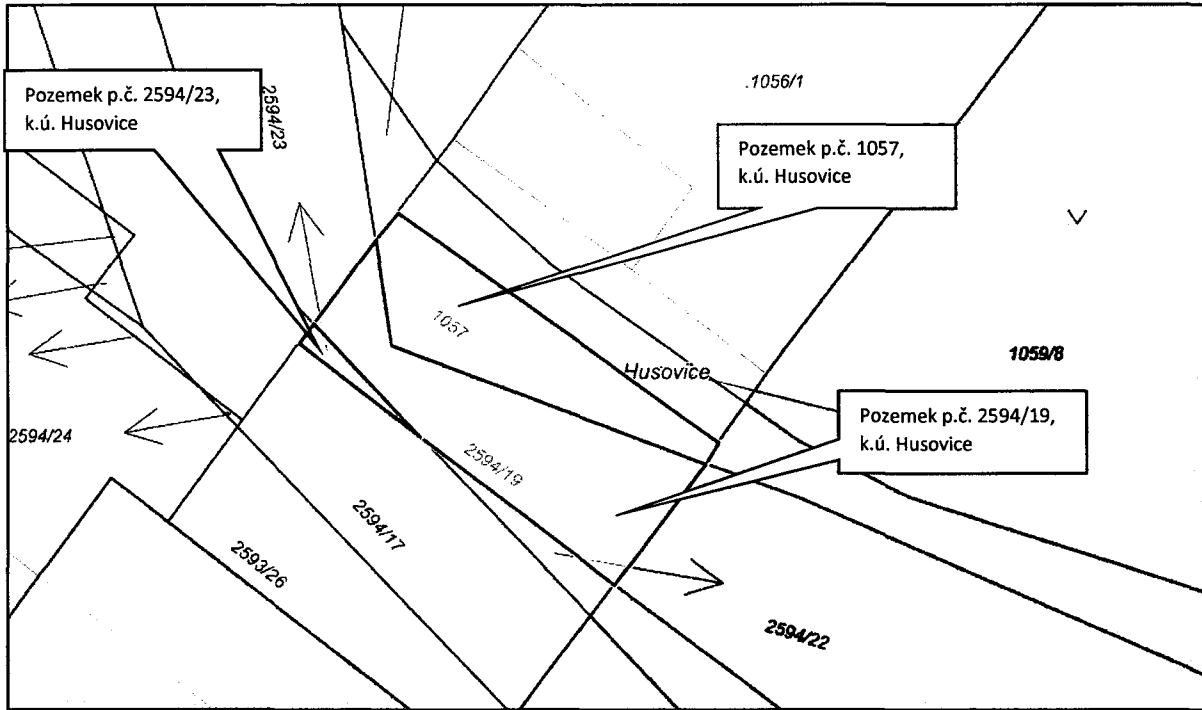 .1056/1
Pozemek p.č. 2594/23,
k.ú. Husovice
2594/23
Pozemek p.č. 1057,
k.ú. Husovice
1057
Husovice
1059/8
Pozemek p.č. 2594/19,
k.ú. Husovice
2594/24
2594/19
2594/17
2593/26
2594/22